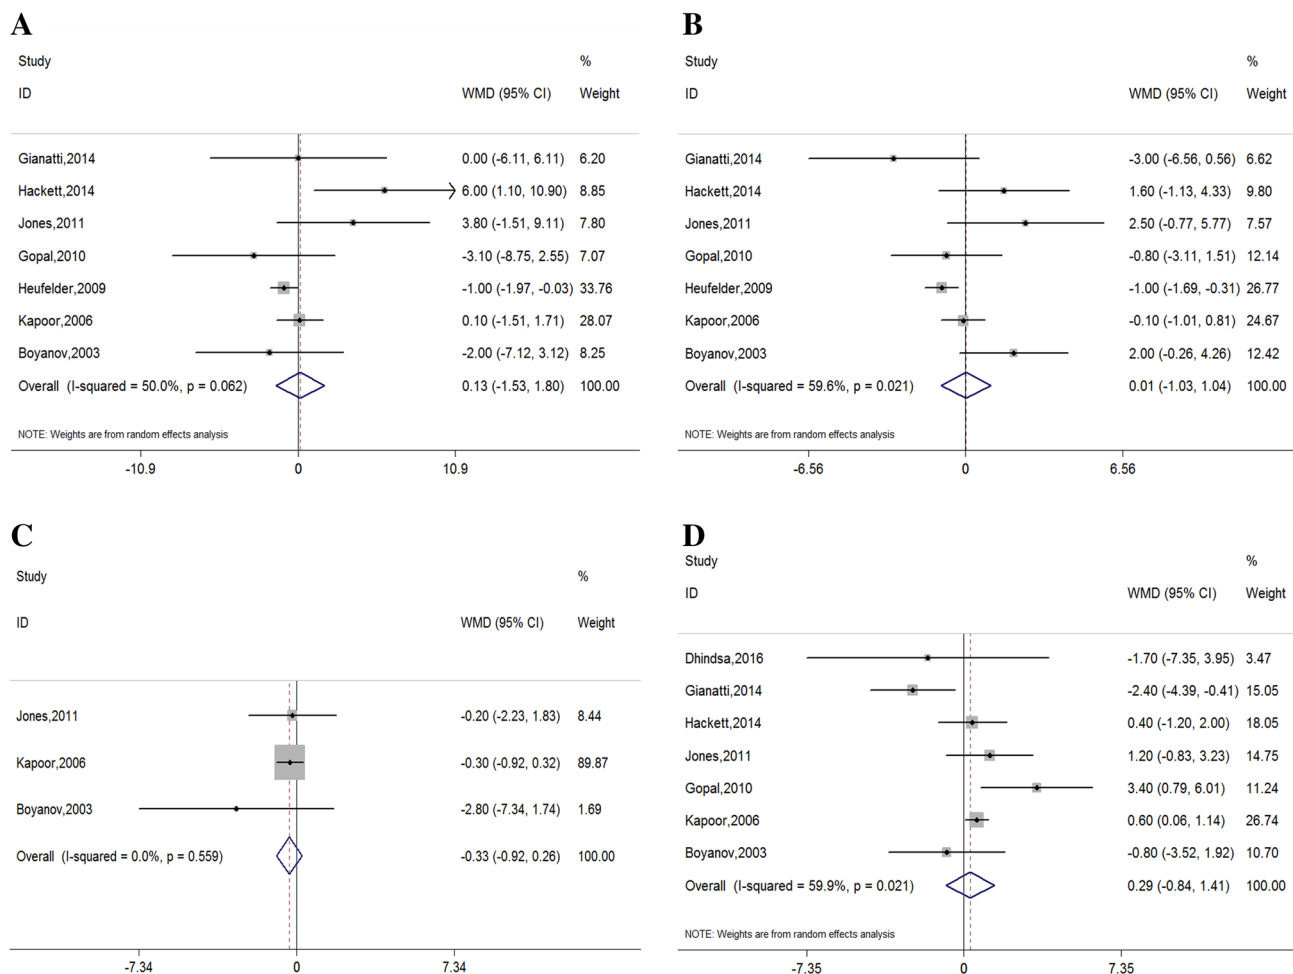 A
Study %
ID WMD (95% CI) Weight
Gianatti,2014 0.00 (-6.11, 6.11) 6.20
Hackett,2014 6.00 (1.10, 10.90) 8.85
Jones,2011 3.80 (-1.51, 9.11) 7.80
Gopal,2010 -3.10 (-8.75, 2.55) 7.07
Heufelder,2009 -1.00 (-1.97, -0.03) 33.76
Kapoor,2006 0.10 (-1.51, 1.71) 28.07
Boyanov,2003 -2.00 (-7.12, 3.12) 8.25
Overall (I-squared = 50.0%, p = 0.062) 0.13 (-1.53, 1.80) 100.00
NOTE: Weights are from random effects analysis
-10.9 0 10.9
B
Study %
ID WMD (95% CI) Weight
Gianatti,2014 -3.00 (-6.56, 0.56) 6.62
Hackett,2014 1.60 (-1.13, 4.33) 9.80
Jones,2011 2.50 (-0.77, 5.77) 7.57
Gopal,2010 -0.80 (-3.11, 1.51) 12.14
Heufelder,2009 -1.00 (-1.69, -0.31) 26.77
Kapoor,2006 -0.10 (-1.01, 0.81) 24.67
Boyanov,2003 2.00 (-0.26, 4.26) 12.42
Overall (I-squared = 59.6%, p = 0.021) 0.01 (-1.03, 1.04) 100.00
NOTE: Weights are from random effects analysis
-6.56 0 6.56
C
Study %
ID WMD (95% CI) Weight
Jones,2011 -0.20 (-2.23, 1.83) 8.44
Kapoor,2006 -0.30 (-0.92, 0.32) 89.87
Boyanov,2003 -2.80 (-7.34, 1.74) 1.69
Overall (I-squared = 0.0%, p = 0.559) -0.33 (-0.92, 0.26) 100.00
-7.34 0 7.34
D
Study %
ID WMD (95% CI) Weight
Dhindsa,2016 -1.70 (-7.35, 3.95) 3.47
Gianatti,2014 -2.40 (-4.39, -0.41) 15.05
Hackett,2014 0.40 (-1.20, 2.00) 18.05
Jones,2011 1.20 (-0.83, 3.23) 14.75
Gopal,2010 3.40 (0.79, 6.01) 11.24
Kapoor,2006 0.60 (0.06, 1.14) 26.74
Boyanov,2003 -0.80 (-3.52, 1.92) 10.70
Overall (I-squared = 59.9%, p = 0.021) 0.29 (-0.84, 1.41) 100.00
NOTE: Weights are from random effects analysis
-7.35 0 7.35